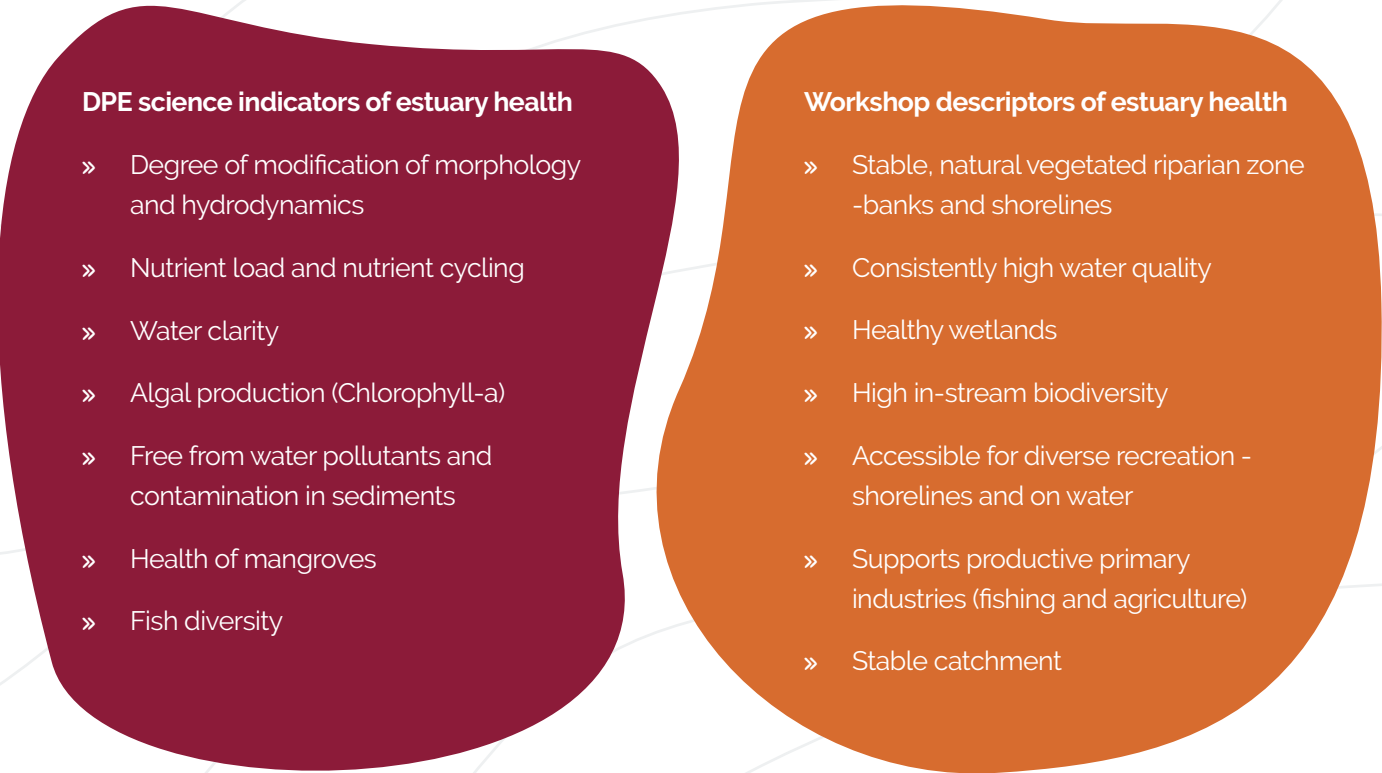 DPE science indicators of estuary health
» Degree of modification of morphology
and hydrodynamics
» Nutrient load and nutrient cycling
» Water clarity
» Algal production (Chlorophyll-a)
» Free from water pollutants and
contamination in sediments
» Health of mangroves
» Fish diversity
Workshop descriptors of estuary health
» Stable, natural vegetated riparian zone
-banks and shorelines
» Consistently high water quality
» Healthy wetlands
» High in-stream biodiversity
» Accessible for diverse recreation -
shorelines and on water
» Supports productive primary
industries (fishing and agriculture)
» Stable catchment